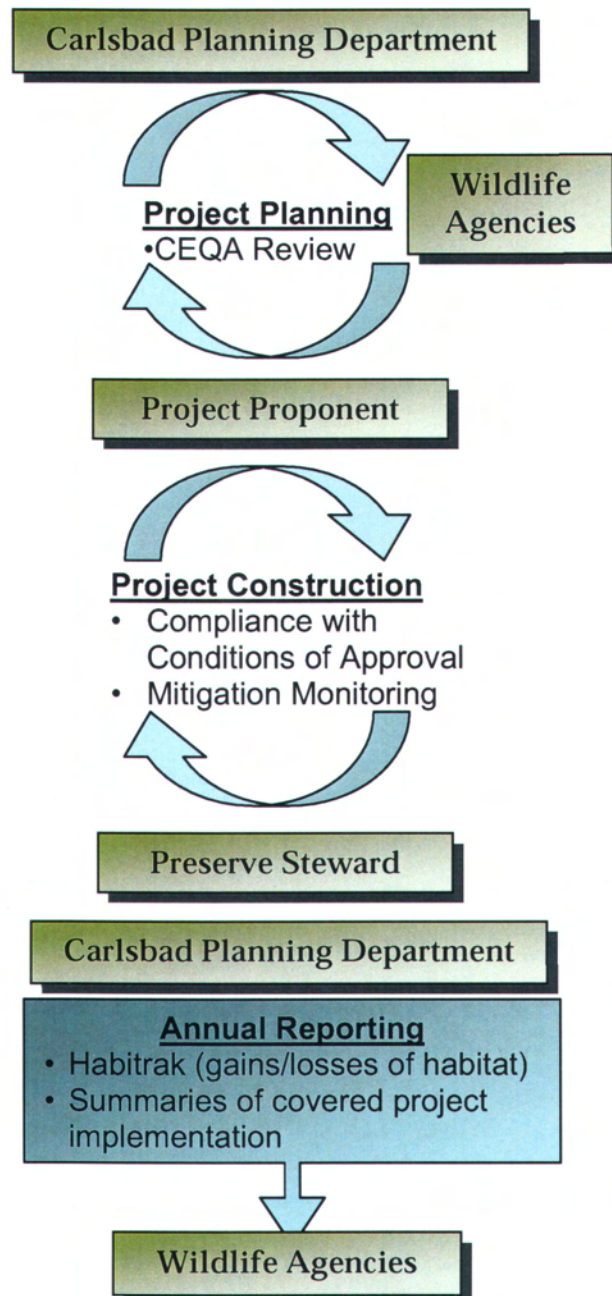 Carlsbad Planning Department
Wildlife
Agencies
Project Planning
•CEQA Review
Project Proponent
Project Construction
• Compliance with
Conditions of Approval
• Mitigation Monitoring
Preserve Steward
Carlsbad Planning Department
Annual Reporting
• Habitrak (gains/losses of habitat)
• Summaries of covered project
implementation
Wildlife Agencies